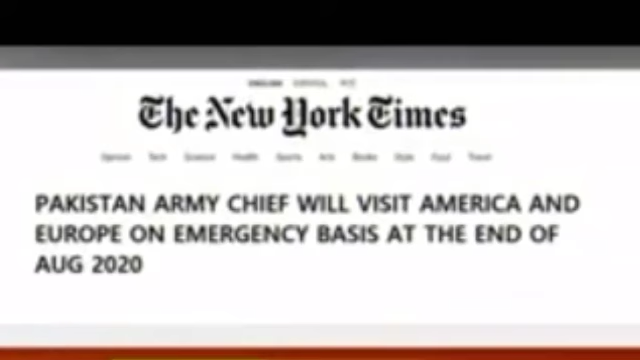 The New York Times
Opinion Tech Science Health Sports Arts Books Style Food Travel
PAKISTAN ARMY CHIEF WILL VISIT AMERICA AND
EUROPE ON EMERGENCY BASIS AT THE END OF
AUG 2020